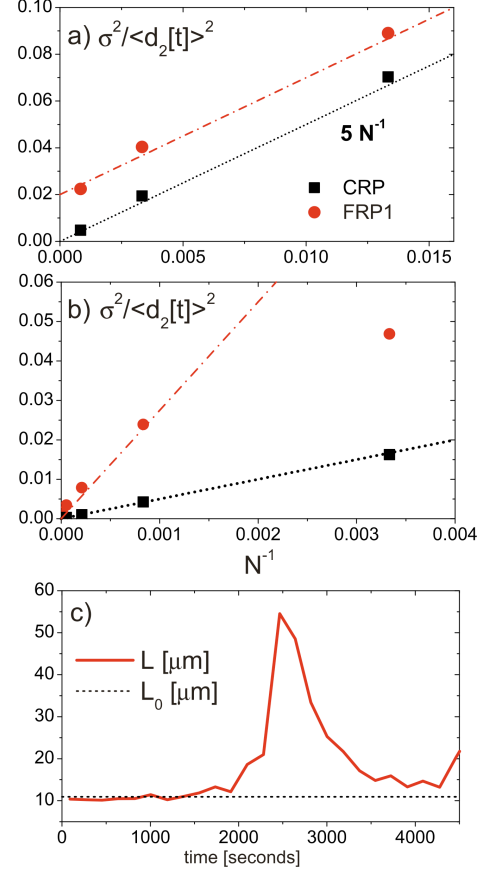 0.10
a) σ²/<d₂[t]>²
0.08
0.06
5 N⁻¹
0.04
CRP
0.02
FRP1
0.00
0.000 0.005 0.010 0.015
0.06
b) σ²/<d₂[t]>²
0.05
0.04
0.03
0.02
0.01
0.00
0.000 0.001 0.002 0.003 0.004
N⁻¹
60
c)
50
L [μm]
40
L₀ [μm]
30
20
10
0 1000 2000 3000 4000
time [seconds]